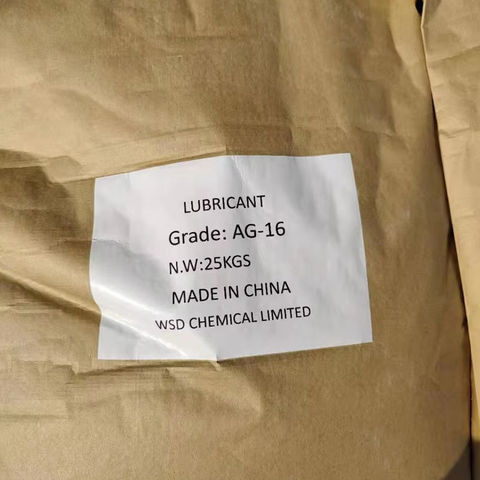 LUBRICANT
Grade: AG-16
N.W:25KGS
MADE IN CHINA
WSD CHEMICAL LIMITED